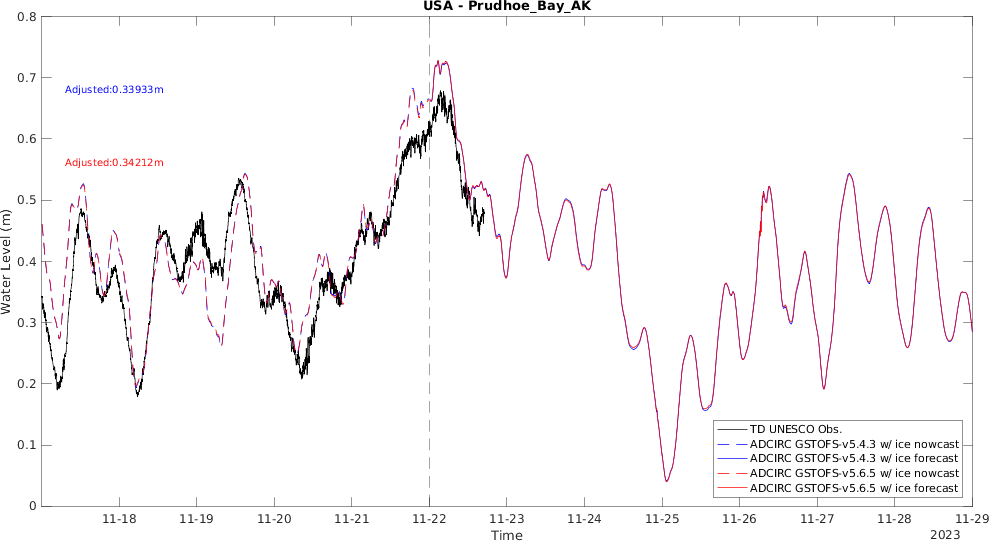 USA - Prudhoe_Bay_AK
0.8
0.7
0.6
0.5
0.4
0.3
0.2
0.1
0
Water Level (m)
Adjusted:0.33933m
Adjusted:0.34212m
TD UNESCO Obs.
ADCIRC GSTOFS-v5.4.3 w/ ice nowcast
ADCIRC GSTOFS-v5.4.3 w/ ice forecast
ADCIRC GSTOFS-v5.6.5 w/ ice nowcast
ADCIRC GSTOFS-v5.6.5 w/ ice forecast
11-18 11-19 11-20 11-21 11-22 11-23 11-24 11-25 11-26 11-27 11-28 11-29
Time
2023